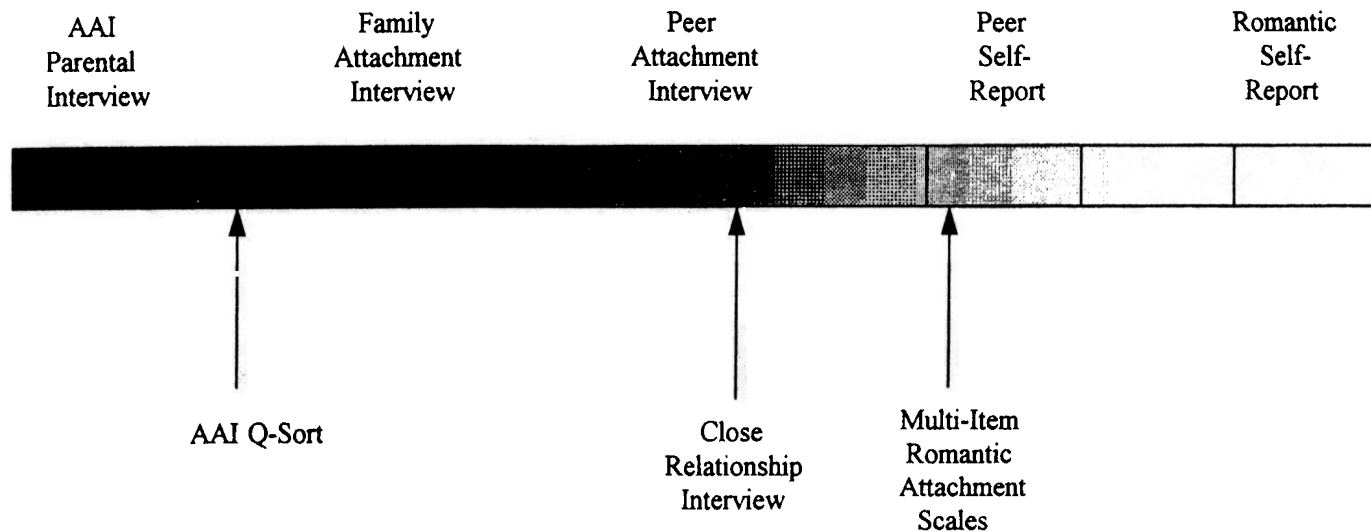 AAI
Parental
Interview
Family
Attachment
Interview
Peer
Attachment
Interview
Peer
Self-
Report
Romantic
Self-
Report
AAI Q-Sort
Close
Relationship
Interview
Multi-Item
Romantic
Attachment
Scales